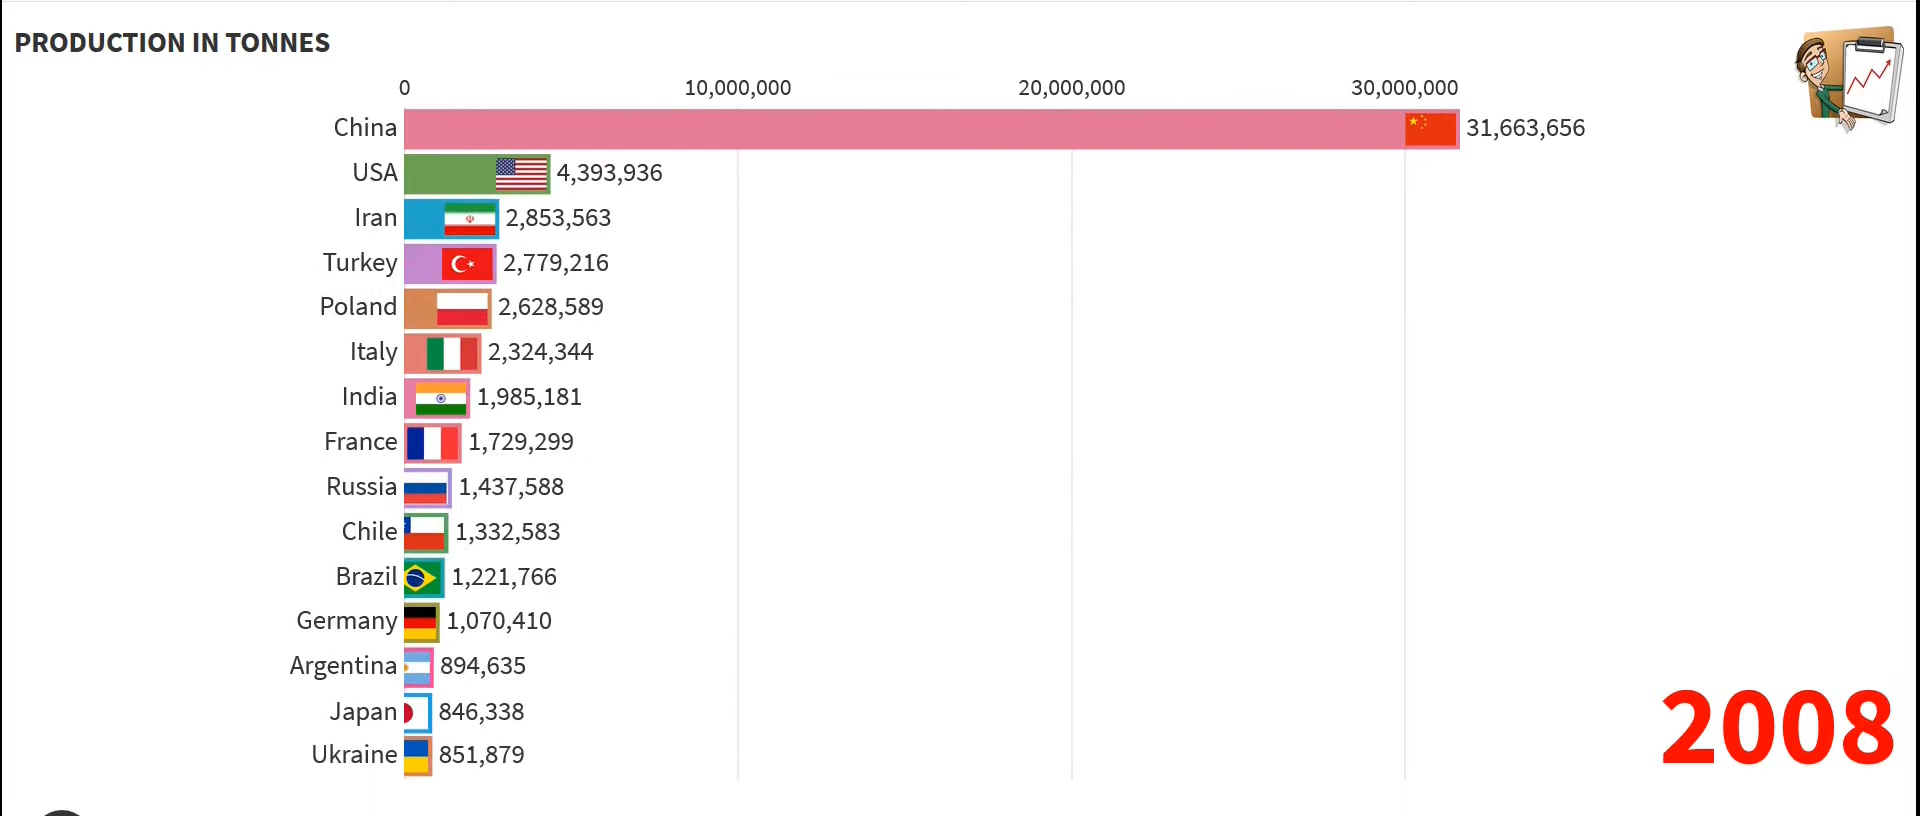 PRODUCTION IN TONNES
0 10,000,000 20,000,000 30,000,000
China 31,663,656
USA 4,393,936
Iran 2,853,563
Turkey 2,779,216
Poland 2,628,589
Italy 2,324,344
India 1,985,181
France 1,729,299
Russia 1,437,588
Chile 1,332,583
Brazil 1,221,766
Germany 1,070,410
Argentina 894,635
Japan 846,338
Ukraine 851,879
2008